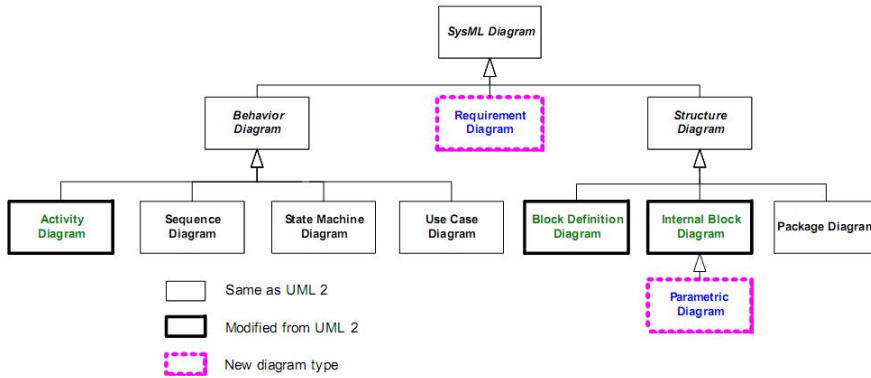 SysML Diagram
Behavior
Diagram
Requirement
Diagram
Structure
Diagram
Activity
Diagram
Sequence
Diagram
State Machine
Diagram
Use Case
Diagram
Block Definition
Diagram
Internal Block
Diagram
Package Diagram
Parametric
Diagram
Same as UML 2
Modified from UML 2
New diagram type